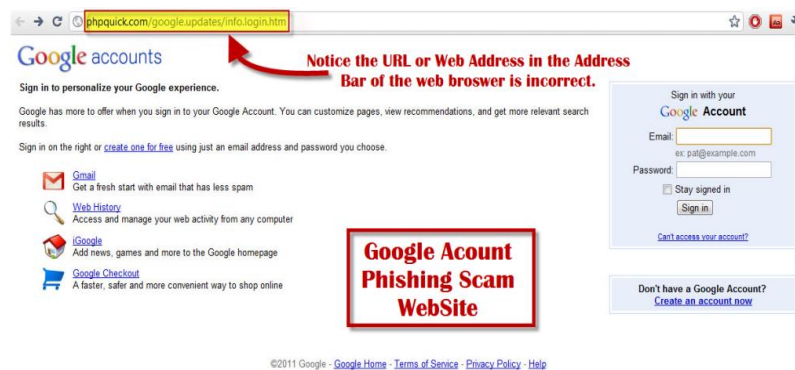 phpquick.com/google.updates/info.login.htm
Google accounts
Notice the URL or Web Address in the Address
Bar of the web broswer is incorrect.
Sign in to personalize your Google experience.
Google has more to offer when you sign in to your Google Account. You can customize pages, view recommendations, and get more relevant search
results.
Sign in on the right or create one for free using just an email address and password you choose.
Gmail
Get a fresh start with email that has less spam
Web History
Access and manage your web activity from any computer
iGoogle
Add news, games and more to the Google homepage
Google Checkout
A faster, safer and more convenient way to shop online
Google Acount
Phishing Scam
WebSite
Sign in with your
Google Account
Email:
ex: pat@example.com
Password:
Stay signed in
Sign in
Can't access your account?
Don't have a Google Account?
Create an account now
©2011 Google - Google Home - Terms of Service - Privacy Policy - Help